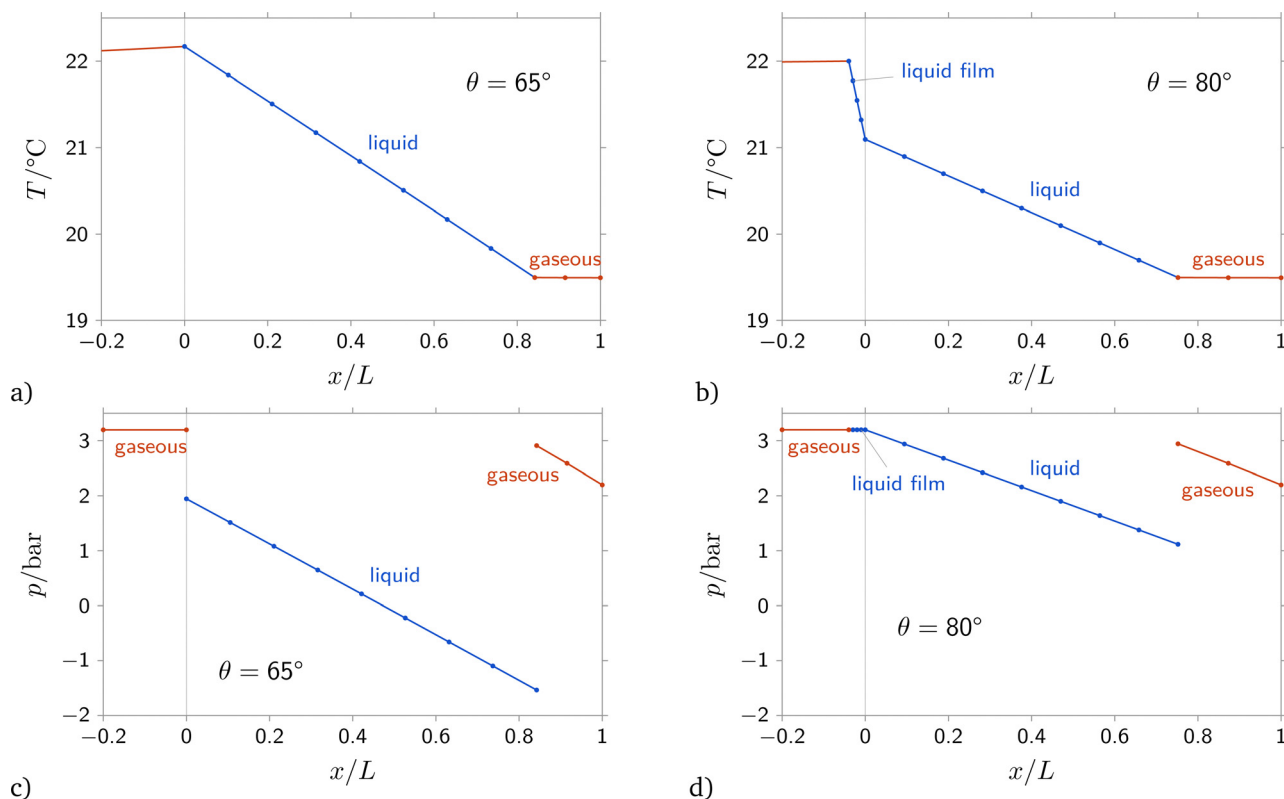 22
21
20
19
T/°C
θ = 65°
liquid
gaseous
−0.2
0
0.2
0.4
0.6
0.8
1
x/L
a)
22
21
20
19
T/°C
liquid film
θ = 80°
liquid
gaseous
−0.2
0
0.2
0.4
0.6
0.8
1
x/L
b)
3
2
1
0
−1
−2
p/bar
gaseous
gaseous
liquid
θ = 65°
−0.2
0
0.2
0.4
0.6
0.8
1
x/L
c)
3
2
1
0
−1
−2
p/bar
gaseous
liquid
liquid film
gaseous
θ = 80°
−0.2
0
0.2
0.4
0.6
0.8
1
x/L
d)